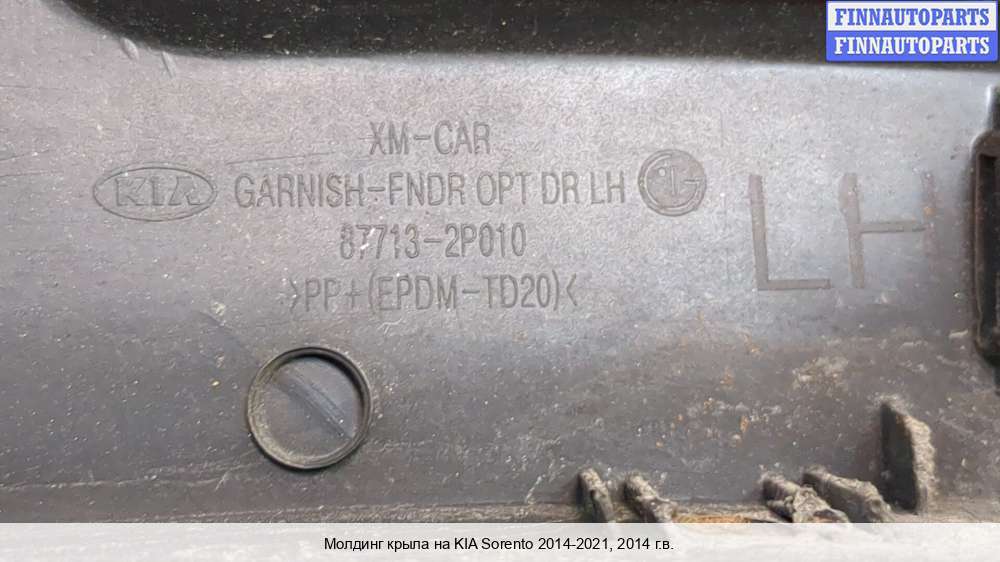 FINNAUTOPARTS
FINNAUTOPARTS
XM-CAR
KIA GARNISH-FNDR OPT DR LH LG
87713-2P010
>PP+(EPDM-TD20)<
LH
Молдинг крыла на KIA Sorento 2014-2021, 2014 г.в.